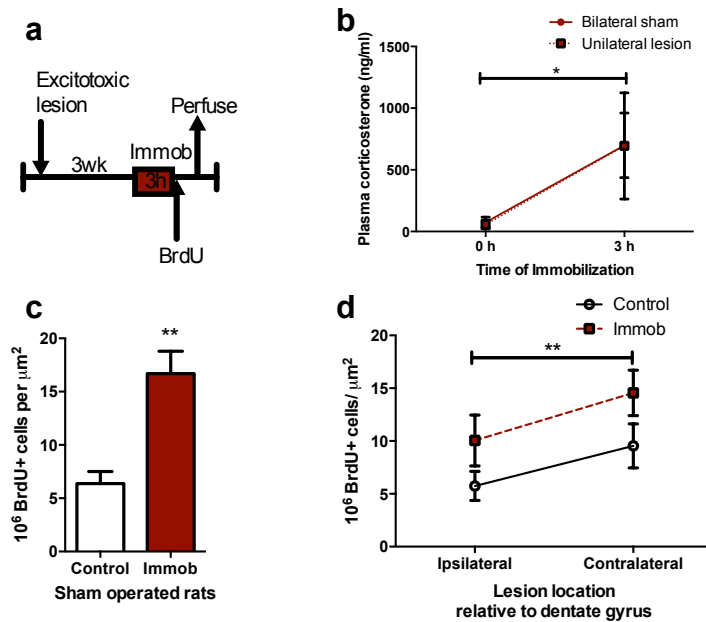 a
Excitotoxic
lesion
Perfuse
3wk
Immob
3h
BrdU
b
Bilateral sham
Unilateral lesion
Plasma corticosterone (ng/ml)
1500
1000
500
0
*
0 h
3 h
Time of Immobilization
c
10⁶ BrdU+ cells per μm²
20
15
10
5
0
**
Control
Immob
Sham operated rats
d
Control
Immob
10⁶ BrdU+ cells/ μm²
20
15
10
5
0
**
Ipsilateral
Contralateral
Lesion location
relative to dentate gyrus